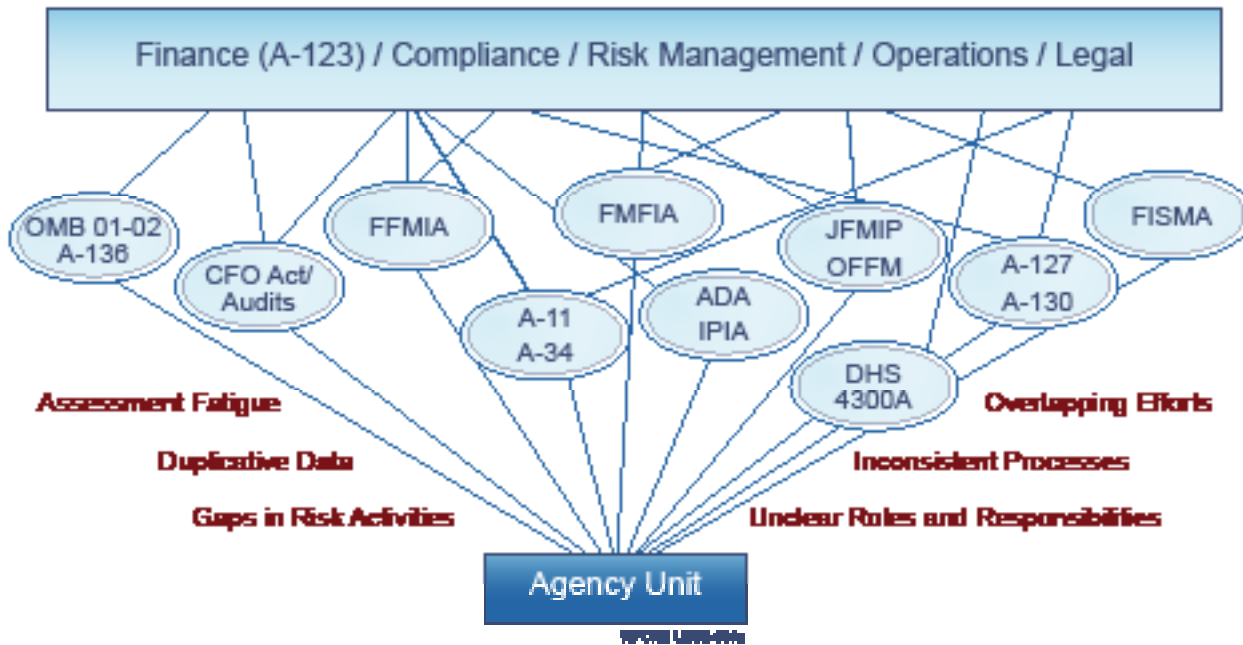 Finance (A-123) / Compliance / Risk Management / Operations / Legal
OMB 01-02
A-136
CFO Act/
Audits
FFMIA
A-11
A-34
FMFIA
ADA
IPIA
JFMIP
OFFM
DHS
4300A
A-127
A-130
FISMA
Assessment Fatigue
Duplicative Data
Gaps in Risk Activities
Overlapping Efforts
Inconsistent Processes
Unclear Roles and Responsibilities
Agency Unit